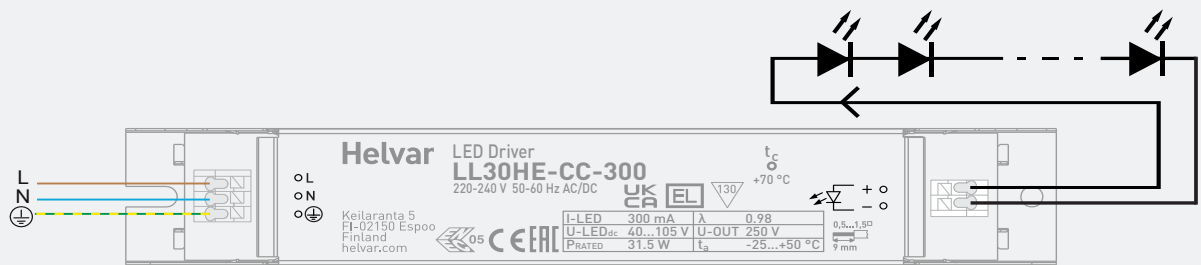 L
N
L
N
Helvar
LED Driver
LL30HE-CC-300
220-240 V 50-60 Hz AC/DC
UK
CA
EL
130
tc
+70 °C
+
-
Keilaranta 5
FI-02150 Espoo
Finland
helvar.com
05
CE
EAC
I-LED 300 mA λ 0.98
U-LEDdc 40...105 V U-OUT 250 V
PRATED 31.5 W ta -25...+50 °C
0,5...1,5□
9 mm